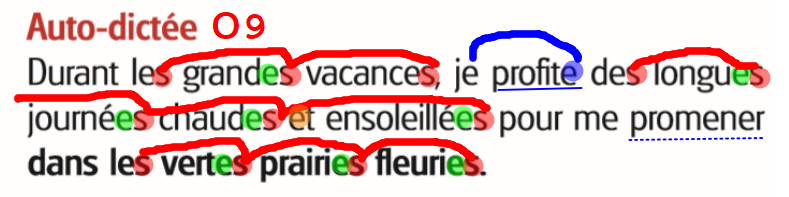 Auto-dictée O 9
Durant les grandes vacances, je profite des longues
journées chaudes et ensoleillées pour me promener
dans les vertes prairies fleuries.